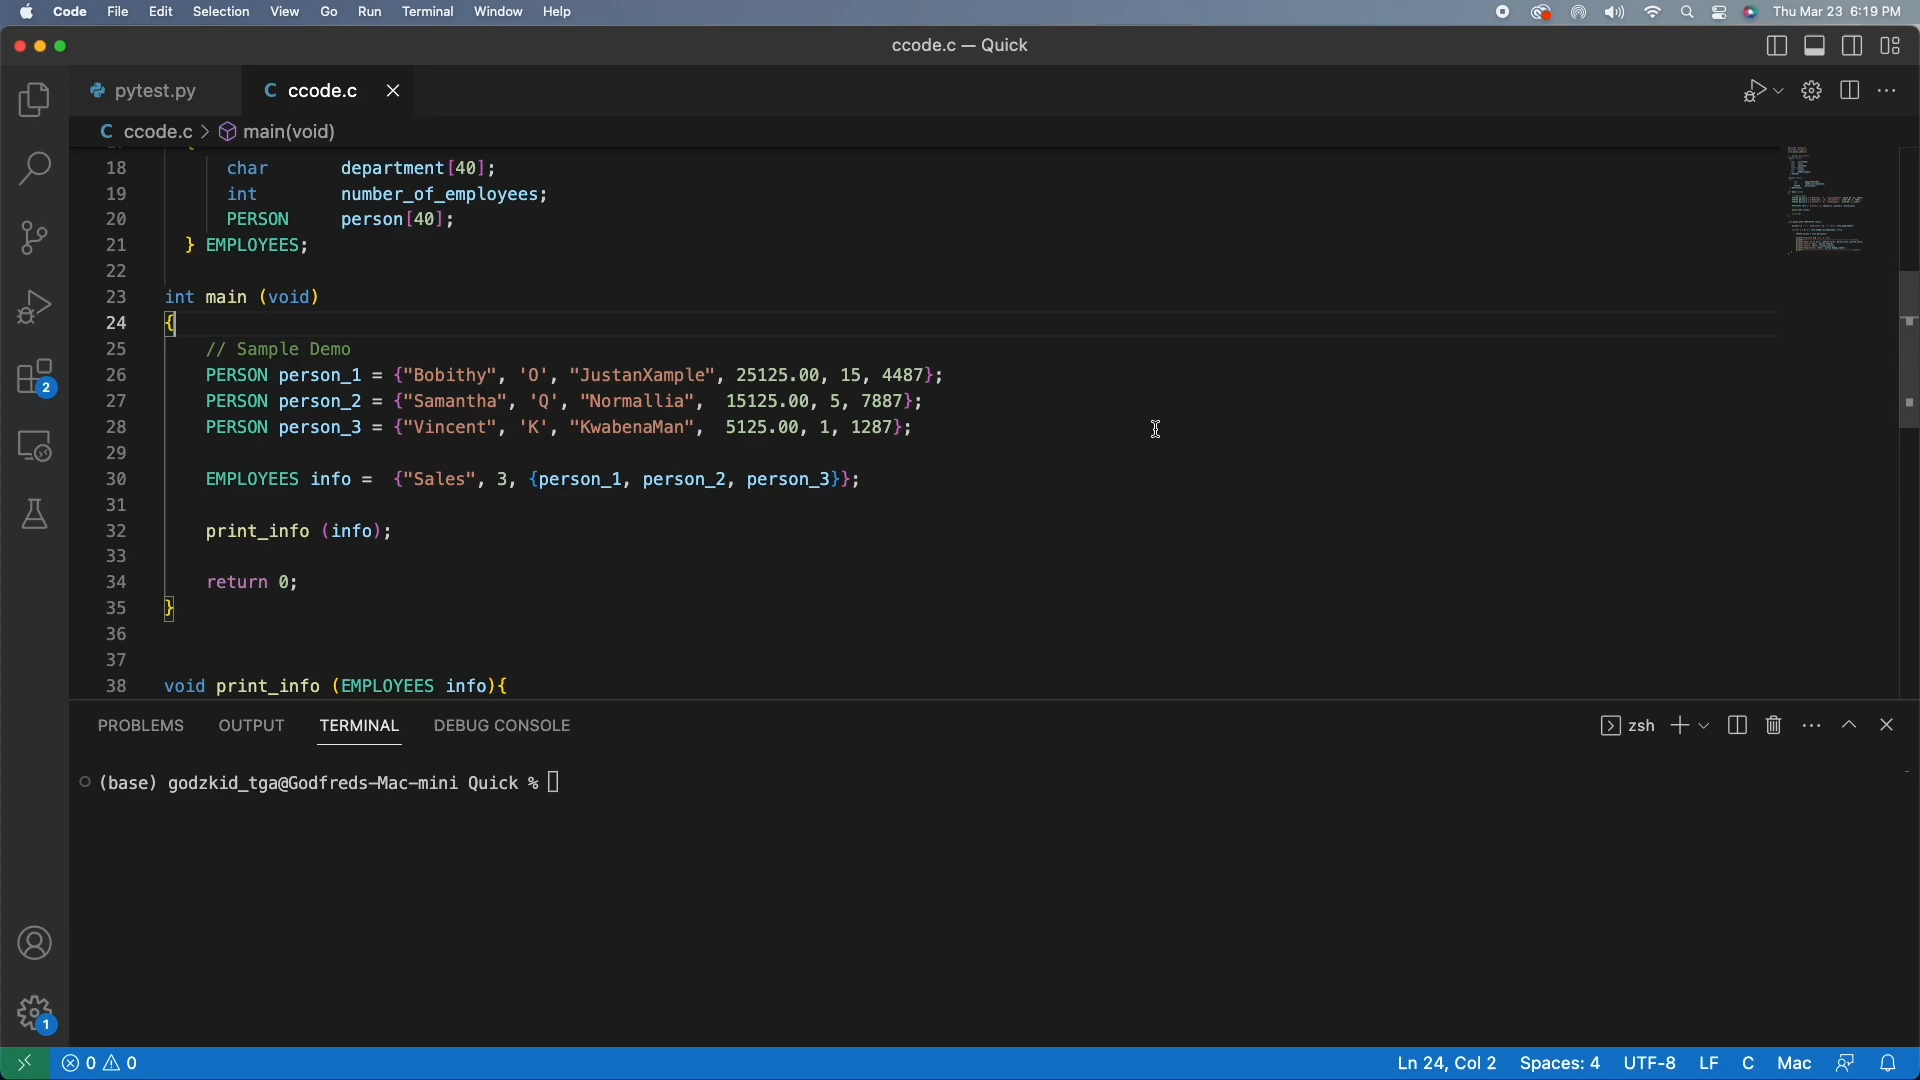 Code File Edit Selection View Go Run Terminal Window Help Thu Mar 23 6:19 PM
ccode.c — Quick
pytest.py C ccode.c
C ccode.c > main(void)
18 char department[40];
19 int number_of_employees;
20 PERSON person[40];
21 } EMPLOYEES;
22
23 int main (void)
24 {
25 // Sample Demo
26 PERSON person_1 = {"Bobithy", 'O', "JustanXample", 25125.00, 15, 4487};
27 PERSON person_2 = {"Samantha", 'Q', "Normallia", 15125.00, 5, 7887};
28 PERSON person_3 = {"Vincent", 'K', "KwabenaMan", 5125.00, 1, 1287};
29
30 EMPLOYEES info = {"Sales", 3, {person_1, person_2, person_3}};
31
32 print_info (info);
33
34 return 0;
35 }
36
37
38 void print_info (EMPLOYEES info){
2
PROBLEMS OUTPUT TERMINAL DEBUG CONSOLE zsh
(base) godzkid_tga@Godfreds-Mac-mini Quick %
1
0 0 Ln 24, Col 2 Spaces: 4 UTF-8 LF C Mac